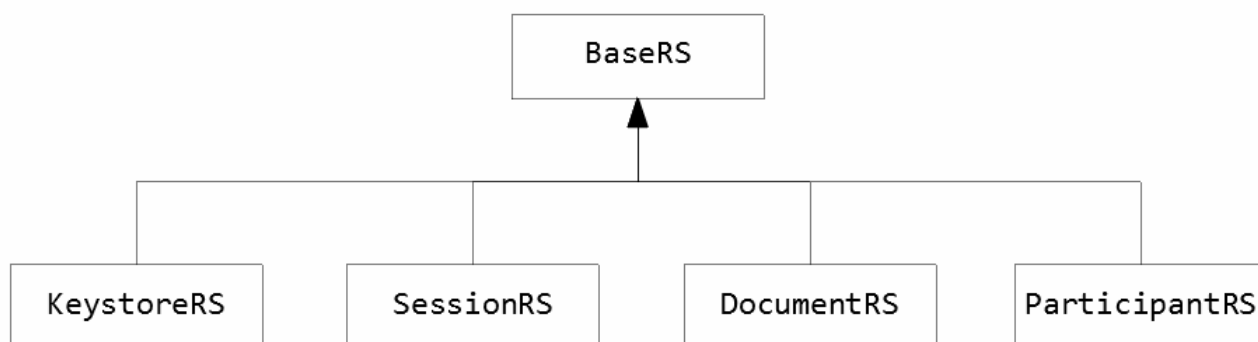 BaseRS
KeystoreRS
SessionRS
DocumentRS
ParticipantRS